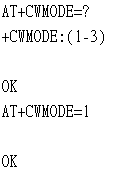 AT+CWMODE=?
+CWMODE:(1-3)
OK
AT+CWMODE=1
OK